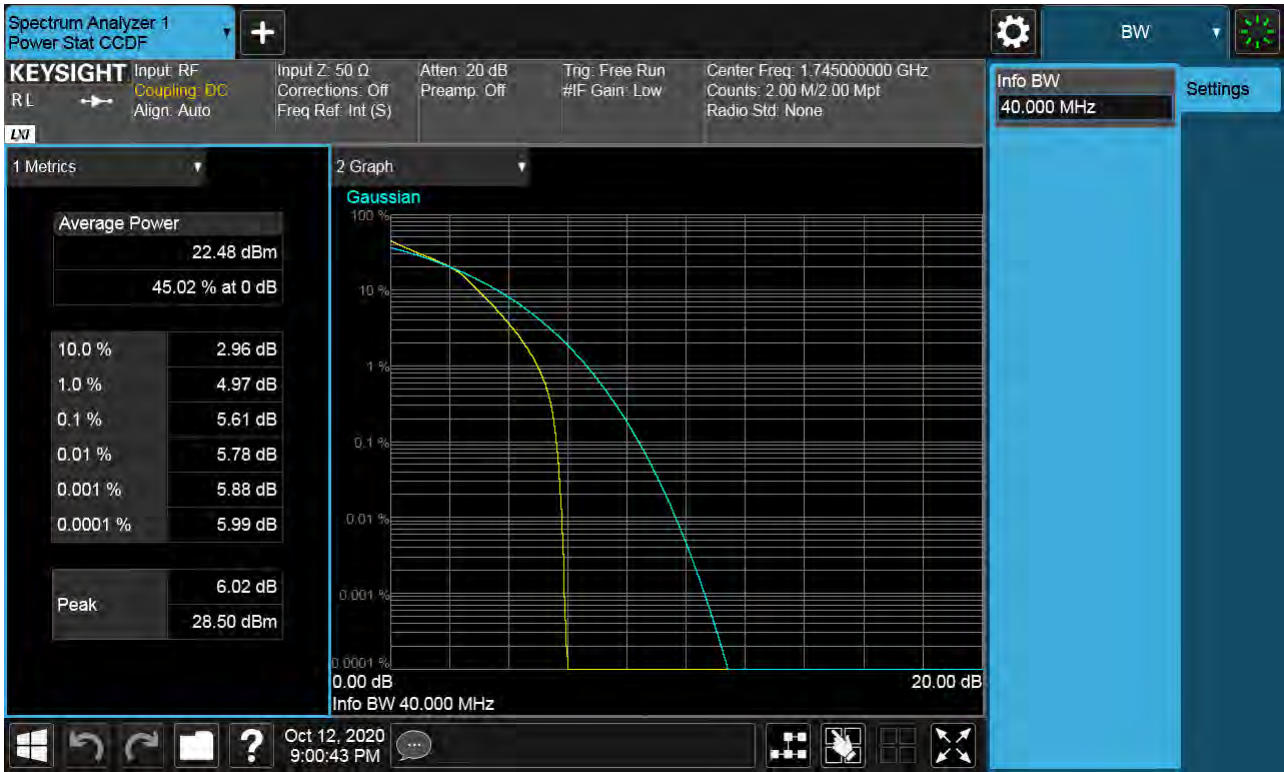 Spectrum Analyzer 1
Power Stat CCDF
+
BW
KEYSIGHT
RL
LXI
Input: RF
Coupling: DC
Align: Auto
Input Z: 50 Ω
Corrections: Off
Freq Ref: Int (S)
Atten: 20 dB
Preamp: Off
Trig: Free Run
#IF Gain: Low
Center Freq: 1.745000000 GHz
Counts: 2.00 M/2.00 Mpt
Radio Std: None
Info BW
40.000 MHz
Settings
1 Metrics
Average Power
22.48 dBm
45.02 % at 0 dB
10.0 % 2.96 dB
1.0 % 4.97 dB
0.1 % 5.61 dB
0.01 % 5.78 dB
0.001 % 5.88 dB
0.0001 % 5.99 dB
Peak
6.02 dB
28.50 dBm
2 Graph
Gaussian
100 %
10 %
1 %
0.1 %
0.01 %
0.001 %
0.0001 %
0.00 dB 20.00 dB
Info BW 40.000 MHz
?
Oct 12, 2020
9:00:43 PM